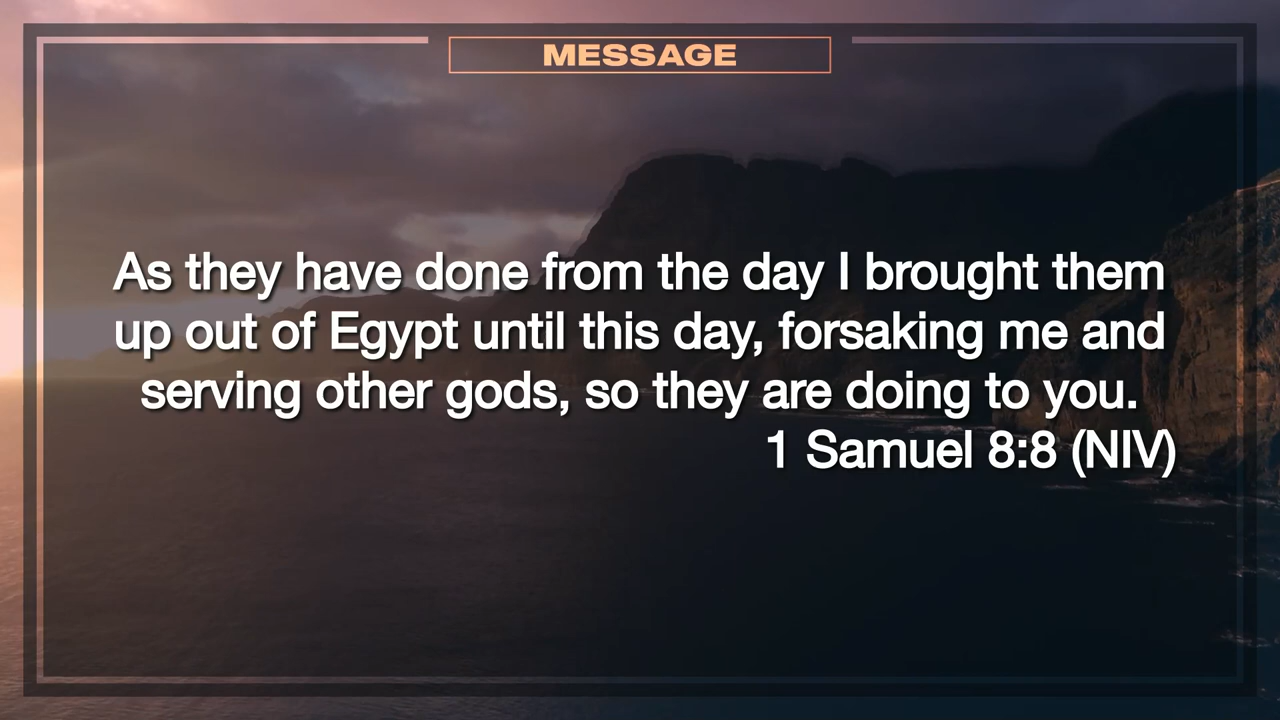 MESSAGE
As they have done from the day I brought them
up out of Egypt until this day, forsaking me and
serving other gods, so they are doing to you.
1 Samuel 8:8 (NIV)